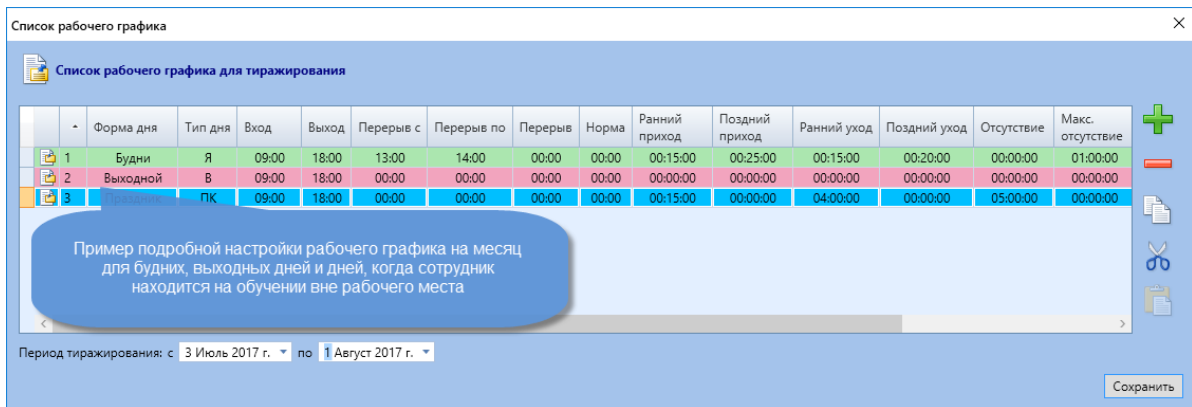 Список рабочего графика
Список рабочего графика для тиражирования
Форма дня Тип дня Вход Выход Перерыв с Перерыв по Перерыв Норма Ранний приход Поздний приход Ранний уход Поздний уход Отсутствие Макс. отсутствие
1 Будни Я 09:00 18:00 13:00 14:00 00:00 00:00 00:15:00 00:25:00 00:15:00 00:20:00 00:00:00 01:00:00
2 Выходной В 09:00 18:00 00:00 00:00 00:00 00:00 00:00:00 00:00:00 00:00:00 00:00:00 00:00:00 00:00:00
3 Праздник ПК 09:00 18:00 00:00 00:00 00:00 00:00 00:15:00 00:00:00 04:00:00 00:00:00 05:00:00 00:00:00
Пример подробной настройки рабочего графика на месяц
для будних, выходных дней и дней, когда сотрудник
находится на обучении вне рабочего места
Период тиражирования: с 3 Июль 2017 г. по 1 Август 2017 г.
Сохранить